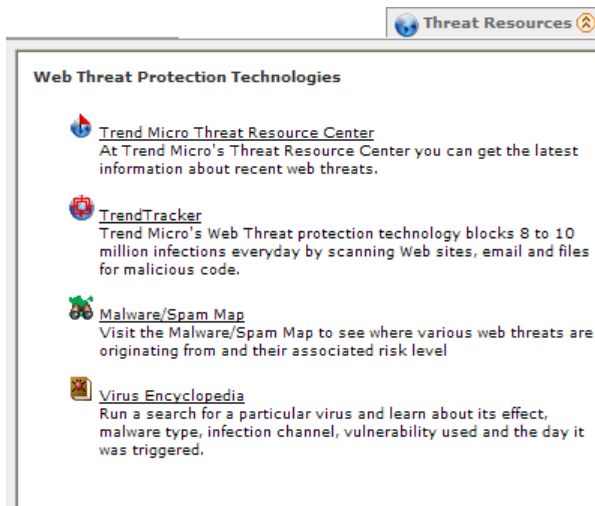 Threat Resources
Web Threat Protection Technologies
Trend Micro Threat Resource Center
At Trend Micro's Threat Resource Center you can get the latest
information about recent web threats.
TrendTracker
Trend Micro's Web Threat protection technology blocks 8 to 10
million infections everyday by scanning Web sites, email and files
for malicious code.
Malware/Spam Map
Visit the Malware/Spam Map to see where various web threats are
originating from and their associated risk level
Virus Encyclopedia
Run a search for a particular virus and learn about its effect,
malware type, infection channel, vulnerability used and the day it
was triggered.